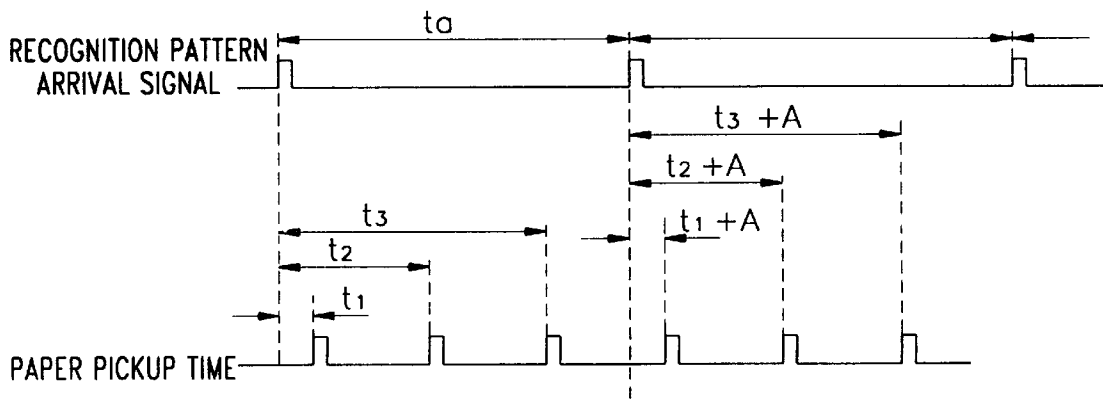 ta
RECOGNITION PATTERN
ARRIVAL SIGNAL
t3 +A
t2 +A
t1 +A
t3
t2
t1
PAPER PICKUP TIME